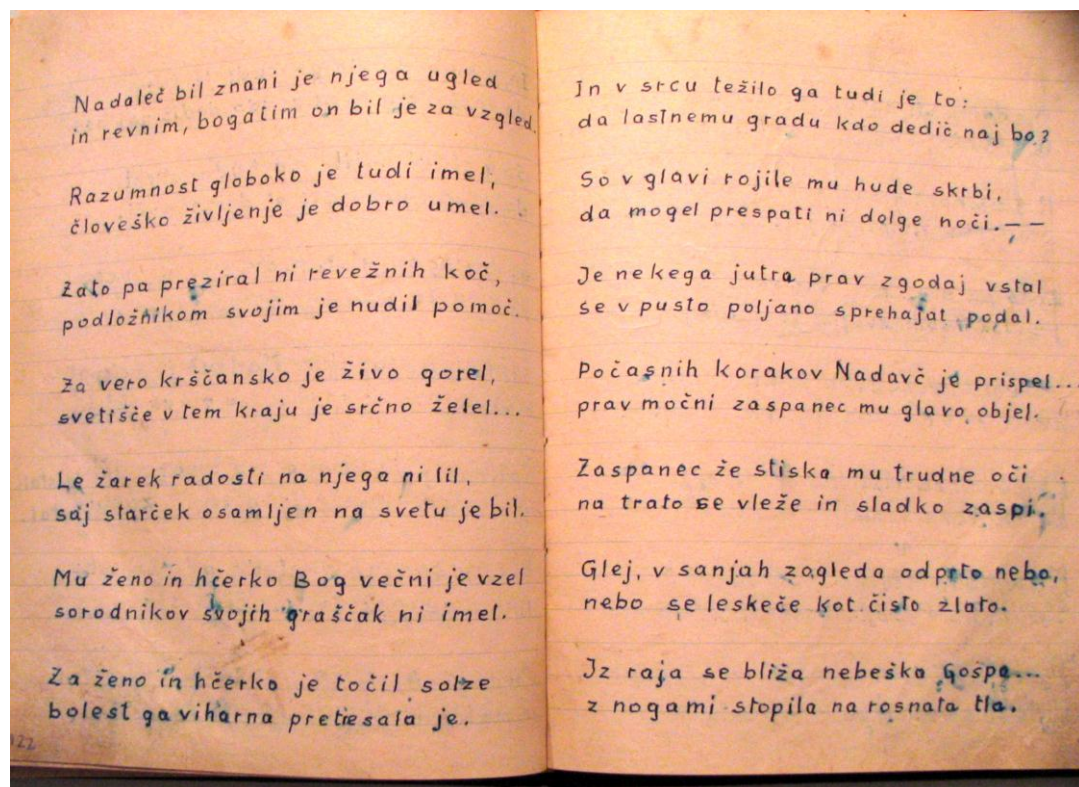 Nadaleč bil znani je njega ugled
in revnim, bogatim on bil je za vzgled.
Razumnost globoko je tudi imel,
človeško življenje je dobro umel.
Zato pa preziral ni revežnih koč,
podložnikom svojim je nudil pomoč.
Za vero krščansko je živo gorel,
svetišče v tem kraju je srčno želel...
Le žarek radosti na njega ni lil,
saj starček osamljen na svetu je bil.
Mu ženo in hčerko Bog večni je vzel
sorodnikov svojih graščak ni imel.
Za ženo in hčerko je točil solze
bolest ga viharna pretresala je.
22
In v srcu težilo ga tudi je to:
da lastnemu gradu kdo dedič naj bo?
So v glavi rojile mu hude skrbi,
da mogel prespati ni dolge noči.--
Je nekega jutra prav zgodaj vstal
se v pusto poljano sprehajat podal.
Počasnih korakov Nadavč je prispel...
prav močni zaspanec mu glavo objel.
Zaspanec že stiska mu trudne oči
na trato se vleže in sladko zaspi.
Glej, v sanjah zagleda odprto nebo,
nebo se leskeče kot čisto zlato.
Iz raja se bliža nebeška Gospa...
z nogami stopila na rosnata tla.